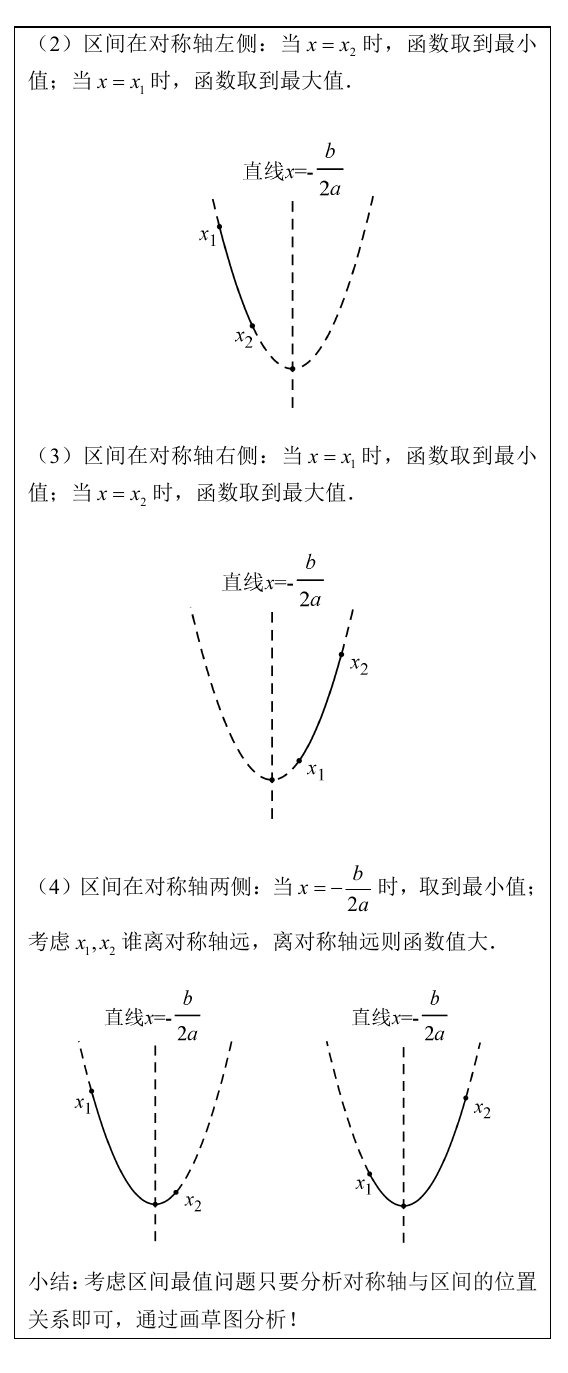 （2）区间在对称轴左侧：当 x = x₂ 时，函数取到最小
值；当 x = x₁ 时，函数取到最大值．
直线x=-b/2a
x₁
x₂
（3）区间在对称轴右侧：当 x = x₁ 时，函数取到最小
值；当 x = x₂ 时，函数取到最大值．
直线x=-b/2a
x₂
x₁
（4）区间在对称轴两侧：当 x = -b/2a 时，取到最小值；
考虑 x₁, x₂ 谁离对称轴远，离对称轴远则函数值大．
直线x=-b/2a
x₁
x₂
直线x=-b/2a
x₂
x₁
小结：考虑区间最值问题只要分析对称轴与区间的位置
关系即可，通过画草图分析！